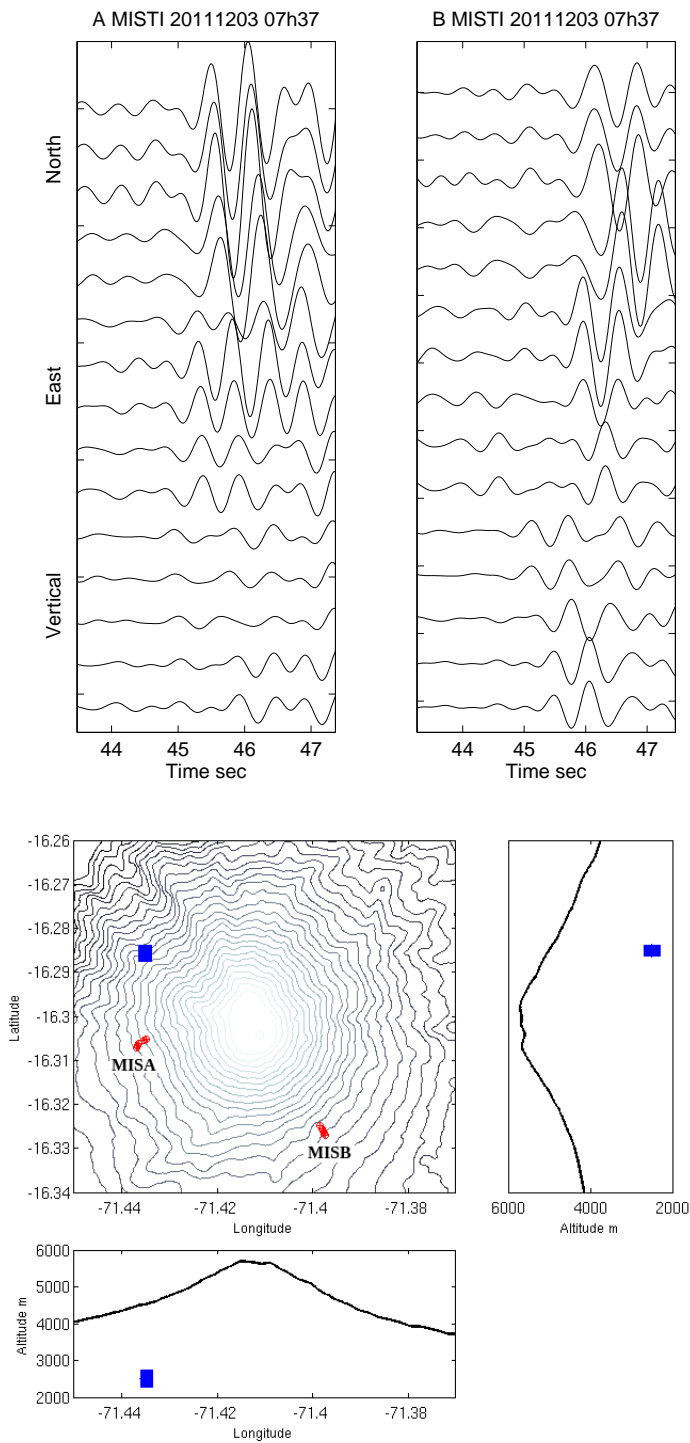 A MISTI 20111203 07h37
B MISTI 20111203 07h37
North
East
Vertical
44 45 46 47
Time sec
44 45 46 47
Time sec
-16.26
-16.27
-16.28
-16.29
-16.3
-16.31
-16.32
-16.33
-16.34
Latitude
MISA
MISB
-71.44 -71.42 -71.4 -71.38
Longitude
6000 4000 2000
Altitude m
6000
5000
4000
3000
2000
Altitude m
-71.44 -71.42 -71.4 -71.38
Longitude